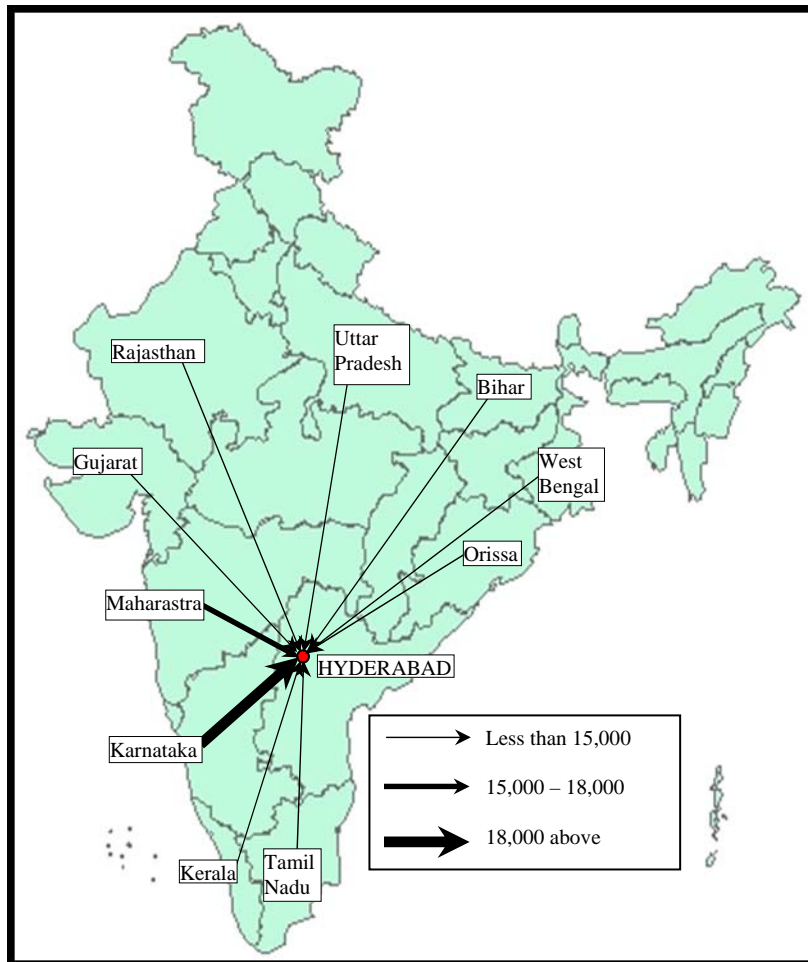 Uttar
Pradesh
Rajasthan
Bihar
Gujarat
West
Bengal
Orissa
Maharastra
HYDERABAD
Karnataka
Less than 15,000
15,000 – 18,000
18,000 above
Kerala
Tamil
Nadu